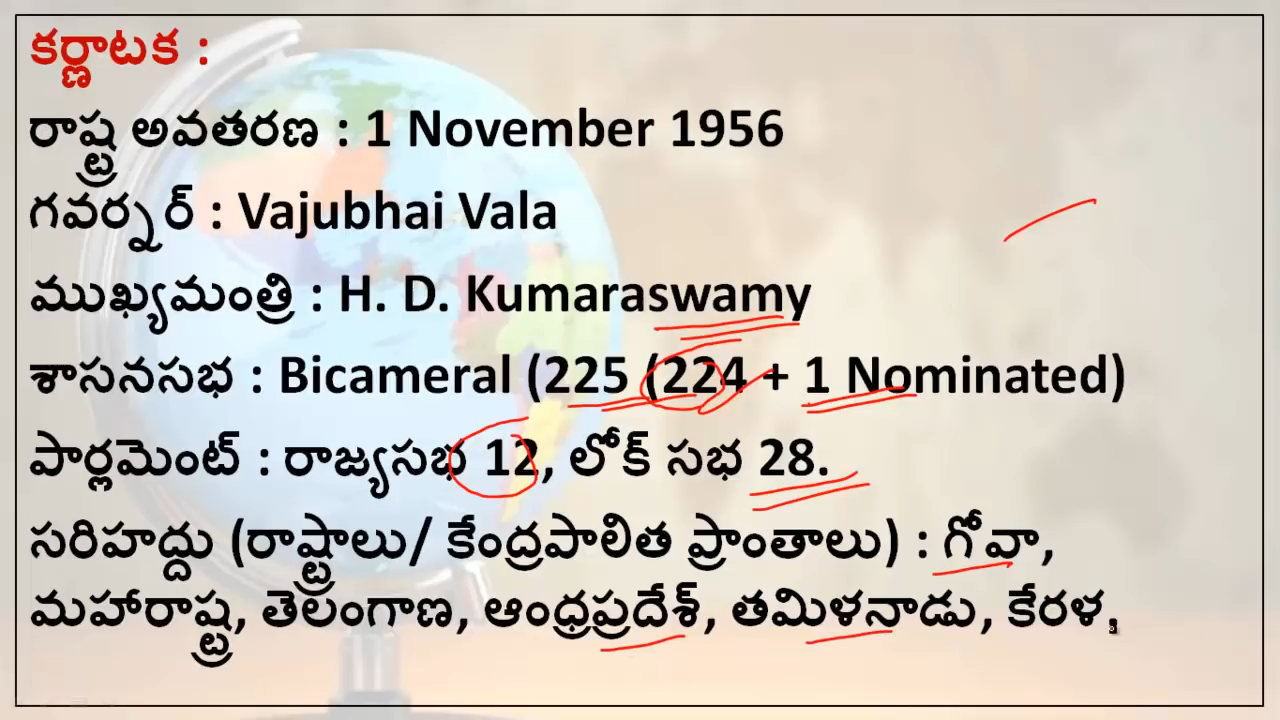 కర్ణాటక :
రాష్ట్ర అవతరణ : 1 November 1956
గవర్నర్ : Vajubhai Vala
ముఖ్యమంత్రి : H. D. Kumaraswamy
శాసనసభ : Bicameral (225 (224 + 1 Nominated)
పార్లమెంట్ : రాజ్యసభ 12, లోక్ సభ 28.
సరిహద్దు (రాష్ట్రాలు/ కేంద్రపాలిత ప్రాంతాలు) : గోవా,
మహారాష్ట్ర, తెలంగాణ, ఆంధ్రప్రదేశ్, తమిళనాడు, కేరళ.